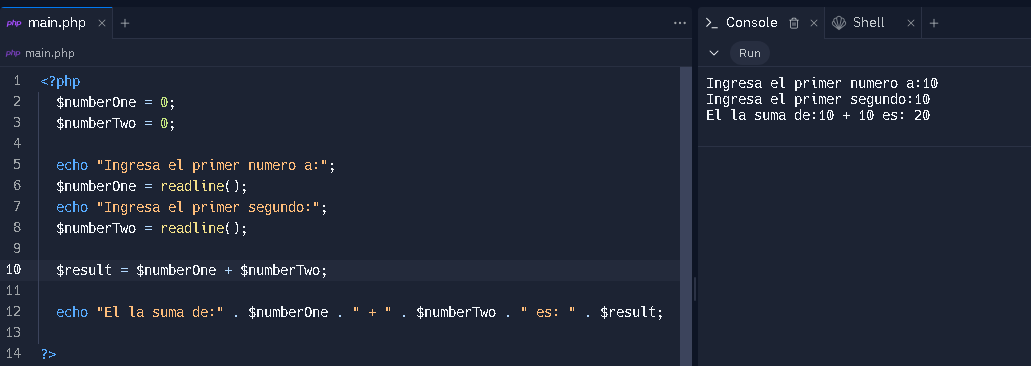 php main.php × +
php main.php
1 <?php
2 $numberOne = 0;
3 $numberTwo = 0;
4
5 echo "Ingresa el primer numero a:";
6 $numberOne = readline();
7 echo "Ingresa el primer segundo:";
8 $numberTwo = readline();
9
10 $result = $numberOne + $numberTwo;
11
12 echo "El la suma de:" . $numberOne . " + " . $numberTwo . " es: " . $result;
13
14 ?>
Console × Shell × +
Run
Ingresa el primer numero a:10
Ingresa el primer segundo:10
El la suma de:10 + 10 es: 20